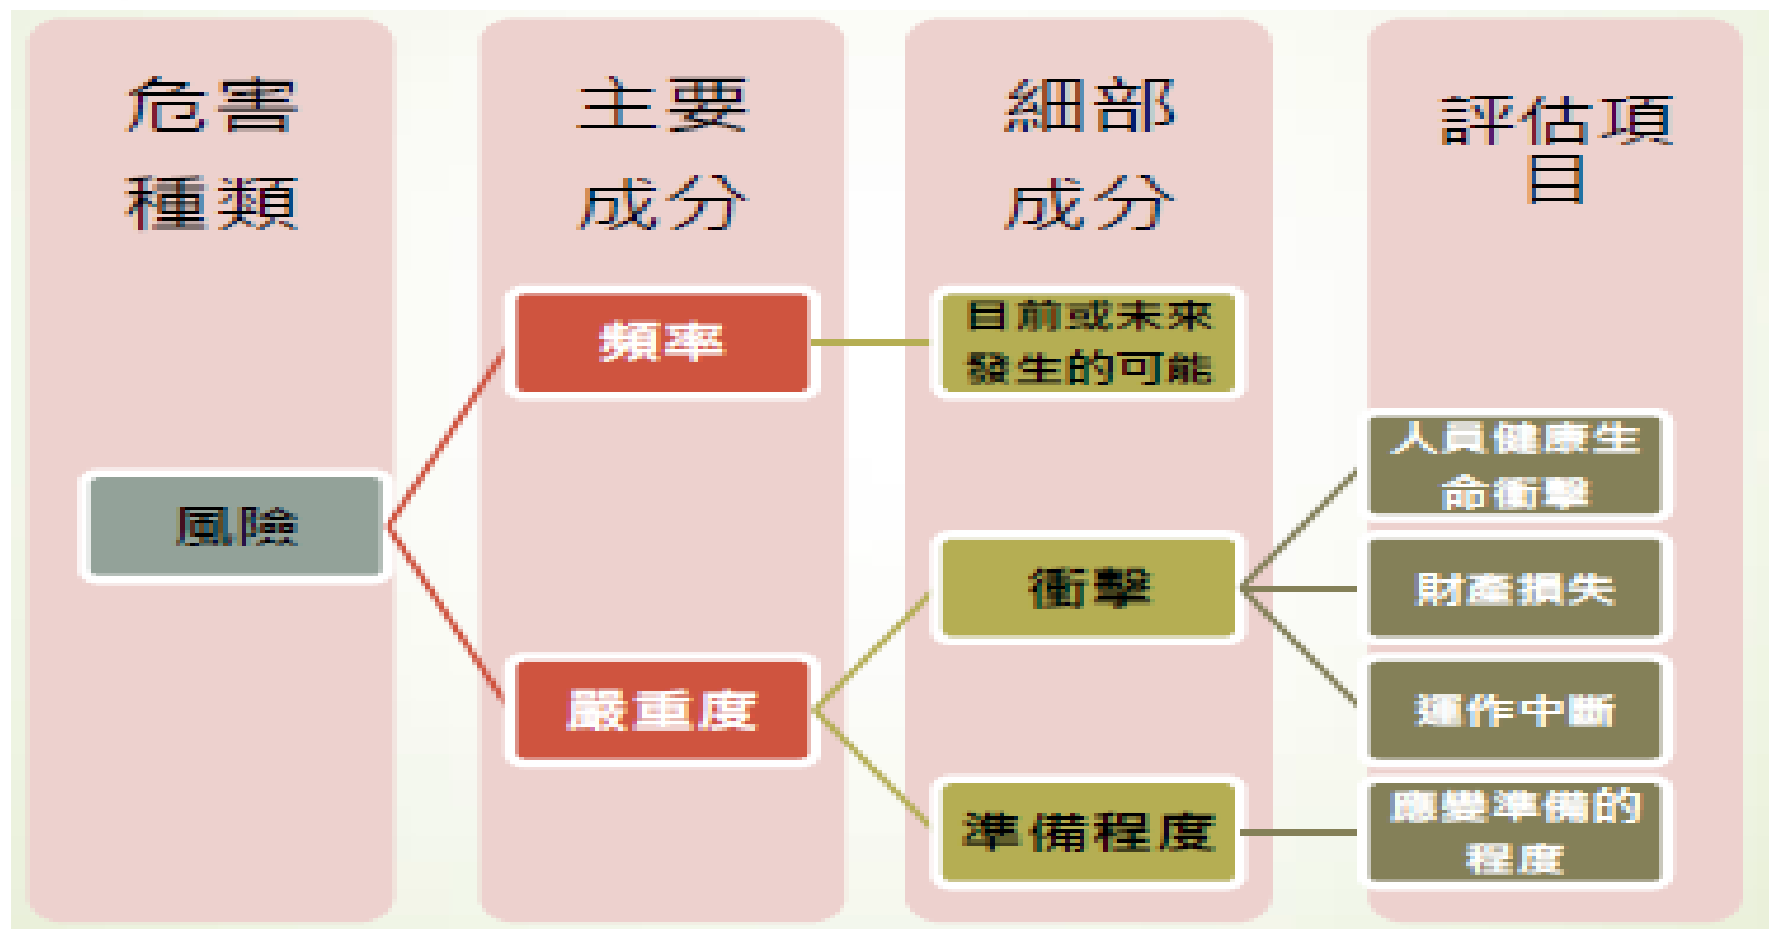 危害
種類
主要
成分
細部
成分
評估項
目
風險
頻率
嚴重度
目前或未來
發生的可能
衝擊
準備程度
人員健康生
命衝擊
財產損失
運作中斷
應變準備的
程度